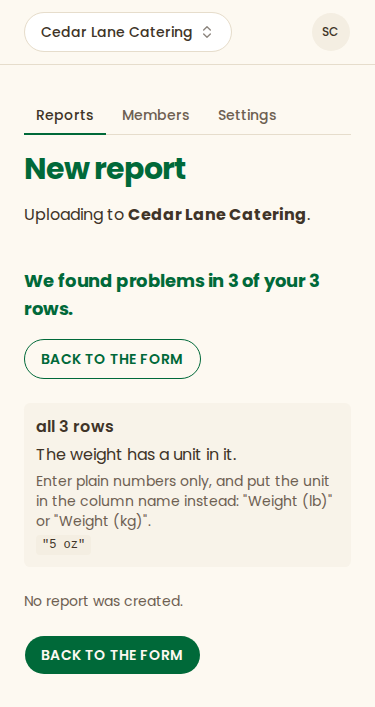 Cedar Lane Catering
SC
Reports Members Settings
New report
Uploading to Cedar Lane Catering.
We found problems in 3 of your 3
rows.
BACK TO THE FORM
all 3 rows
The weight has a unit in it.
Enter plain numbers only, and put the unit
in the column name instead: "Weight (lb)"
or "Weight (kg)".
"5 oz"
No report was created.
BACK TO THE FORM